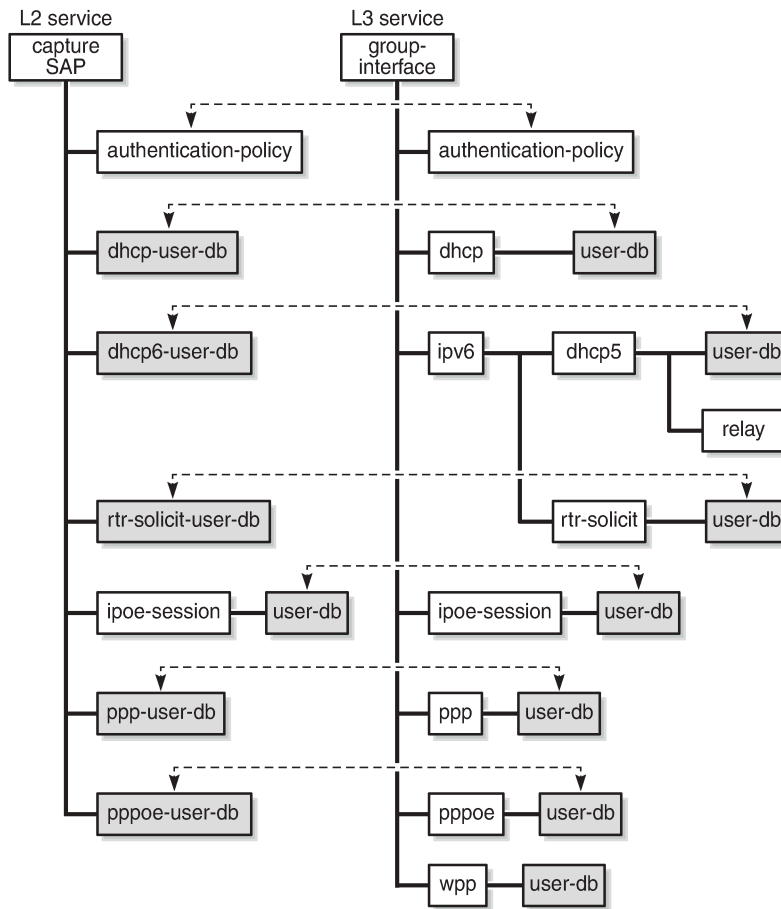 L2 service
L3 service
capture
SAP
group-
interface
authentication-policy
authentication-policy
dhcp-user-db
dhcp
user-db
dhcp6-user-db
ipv6
dhcp5
user-db
relay
rtr-solicit-user-db
rtr-solicit
user-db
ipoe-session
user-db
ipoe-session
user-db
ppp-user-db
ppp
user-db
pppoe-user-db
pppoe
user-db
wpp
user-db